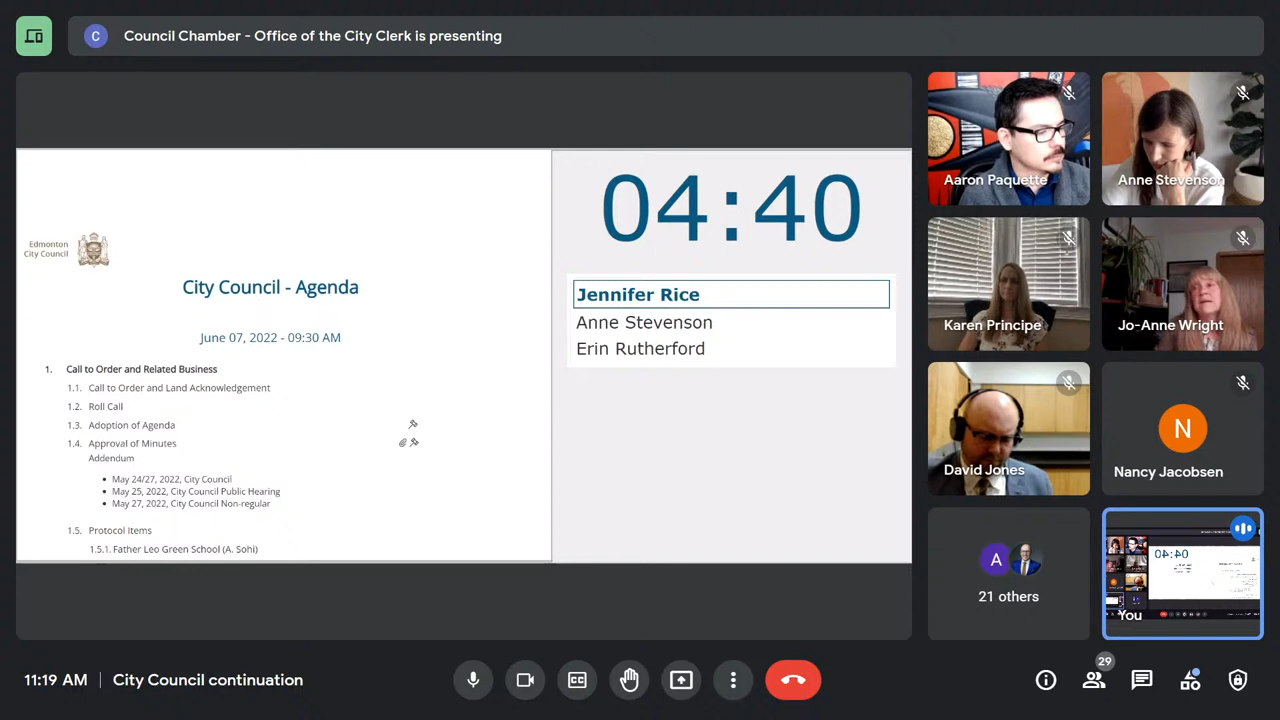 C
Council Chamber - Office of the City Clerk is presenting
Edmonton
City Council
City Council - Agenda
June 07, 2022 - 09:30 AM
1. Call to Order and Related Business
1.1. Call to Order and Land Acknowledgement
1.2. Roll Call
1.3. Adoption of Agenda
1.4. Approval of Minutes
Addendum
• May 24/27, 2022, City Council
• May 25, 2022, City Council Public Hearing
• May 27, 2022, City Council Non-regular
1.5. Protocol Items
1.5.1. Father Leo Green School (A. Sohi)
04:40
Jennifer Rice
Anne Stevenson
Erin Rutherford
Aaron Paquette
Anne Stevenson
Karen Principe
Jo-Anne Wright
David Jones
N
Nancy Jacobsen
A
21 others
04:40
You
11:19 AM | City Council continuation
29